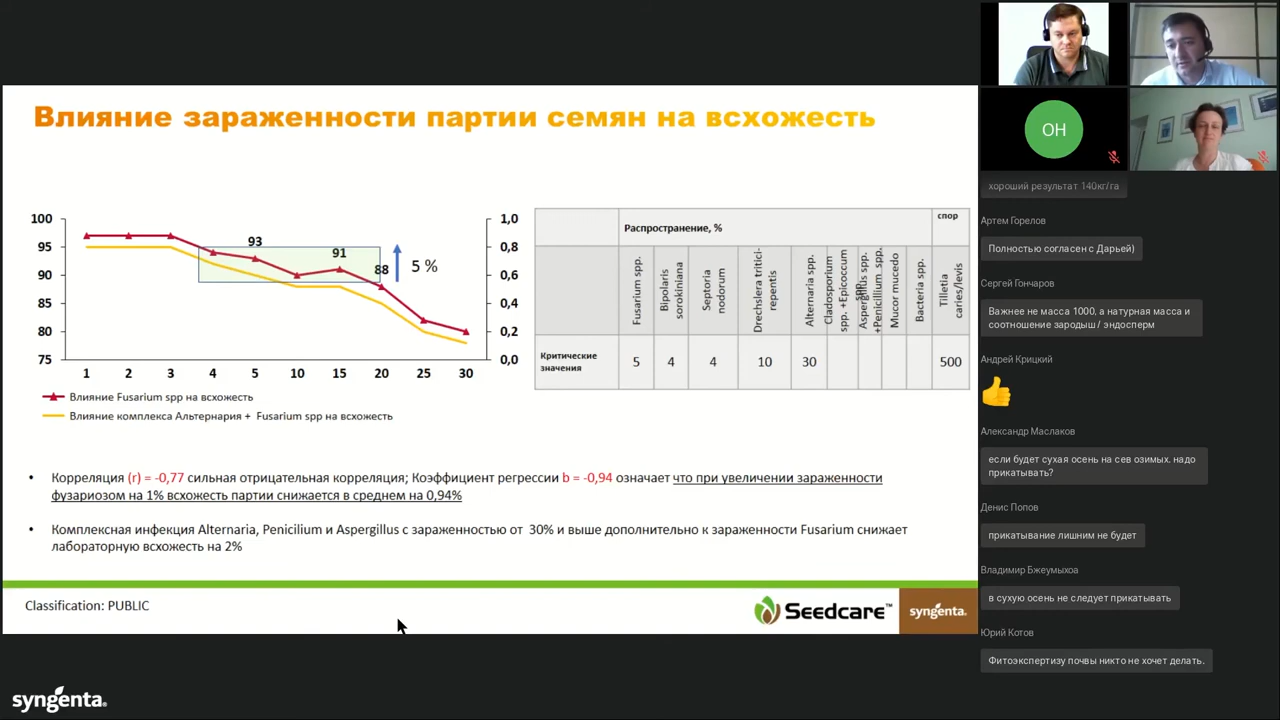 Влияние зараженности партии семян на всхожесть
100
95
90
85
80
75
93
91
88
5 %
1,0
0,8
0,6
0,4
0,2
0,0
1 2 3 4 5 10 15 20 25 30
Влияние Fusarium spp на всхожесть
Влияние комплекса Альтернария + Fusarium spp на всхожесть
Распространение, %
спор
Fusarium spp.
Bipolaris
sorokiniana
Septoria
nodorum
Drechslera tritici-
repentis
Alternaria spp.
Cladosporium
spp. +Epicoccum
spp.
Aspergillus spp.
+Penicillium spp.
Mucor mucedo
Bacteria spp.
Tilletia
caries/levis
Критические
значения
5 4 4 10 30 500
• Корреляция (r) = -0,77 сильная отрицательная корреляция; Коэффициент регрессии b = -0,94 означает что при увеличении зараженности
фузариозом на 1% всхожесть партии снижается в среднем на 0,94%
• Комплексная инфекция Alternaria, Penicilium и Aspergillus с зараженностью от 30% и выше дополнительно к зараженности Fusarium снижает
лабораторную всхожесть на 2%
Classification: PUBLIC
Seedcare™
syngenta.
syngenta.
ОН
хороший результат 140кг/га
Артем Горелов
Полностью согласен с Дарьей)
Сергей Гончаров
Важнее не масса 1000, а натурная масса и
соотношение зародыш / эндосперм
Андрей Крицкий
Александр Маслаков
если будет сухая осень на сев озимых. надо
прикатывать?
Денис Попов
прикатывание лишним не будет
Владимир Бжеумыхоа
в сухую осень не следует прикатывать
Юрий Котов
Фитоэкспертизу почвы никто не хочет делать.